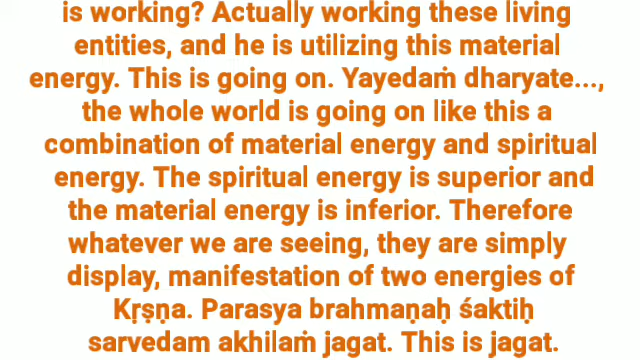 is working? Actually working these living
entities, and he is utilizing this material
energy. This is going on. Yayedaṁ dharyate...,
the whole world is going on like this a
combination of material energy and spiritual
energy. The spiritual energy is superior and
the material energy is inferior. Therefore
whatever we are seeing, they are simply
display, manifestation of two energies of
Kṛṣṇa. Parasya brahmaṇaḥ śaktiḥ
sarvedam akhilaṁ jagat. This is jagat.